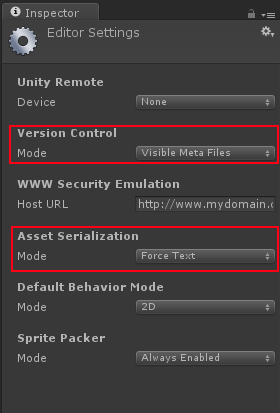 Inspector
Editor Settings
Unity Remote
Device None
Version Control
Mode Visible Meta Files
WWW Security Emulation
Host URL http://www.mydomain.c
Asset Serialization
Mode Force Text
Default Behavior Mode
Mode 2D
Sprite Packer
Mode Always Enabled